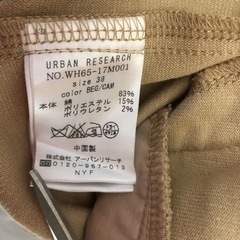 URBAN RESEARCH
NO.WH65-17M001
size 38
color BEG/CAM
本体 綿 83%
ポリエステル 15%
ポリウレタン 2%
中国製
株式会社 アーバンリサーチ
0120-987-013
NYF